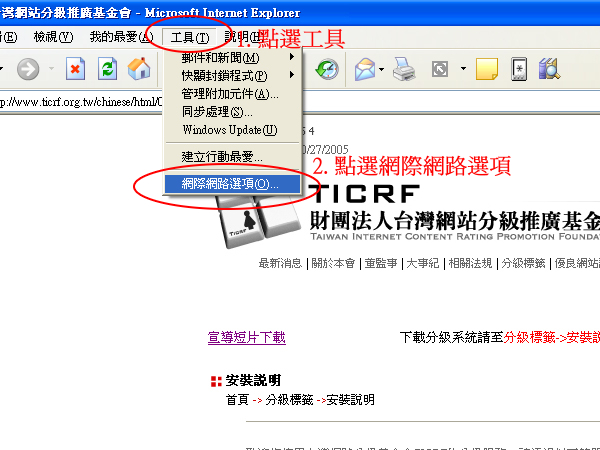 台灣網站分級推廣基金會 - Microsoft Internet Explorer
檢視(V) 我的最愛(A) 工具(T) 說明(H)
1. 點選工具
郵件和新聞(M)
快顯封鎖程式(P)
管理附加元件(A)...
同步處理(S)...
Windows Update(U)
建立行動最愛...
網際網路選項(O)...
p://www.ticrf.org.tw/chinese/html/0
5 4
0/27/2005
2. 點選網際網路選項
TICRF
TICRF
財團法人台灣網站分級推廣基金
TAIWAN INTERNET CONTENT RATING PROMOTION FOUNDA
最新消息 | 關於本會 | 董監事 | 大事紀 | 相關法規 | 分級標籤 | 優良網站
宣導短片下載
下載分級系統請至分級標籤->安裝說
安裝說明
首頁 -> 分級標籤 ->安裝說明